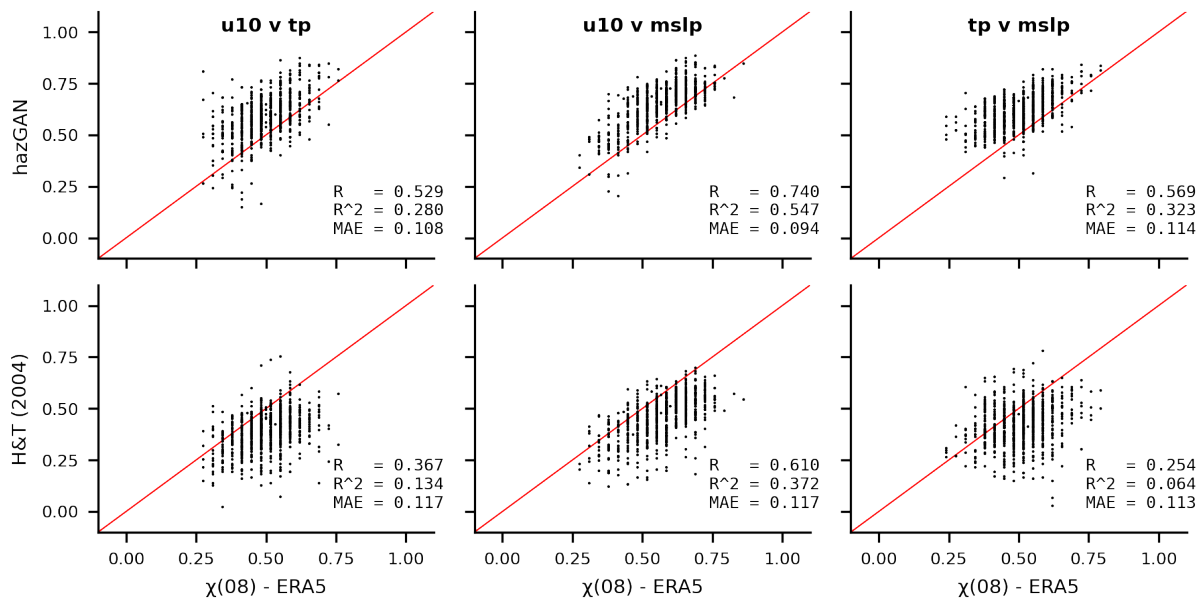 u10 v tp
u10 v mslp
tp v mslp
hazGAN
1.00
0.75
0.50
0.25
0.00
R = 0.529
R^2 = 0.280
MAE = 0.108
R = 0.740
R^2 = 0.547
MAE = 0.094
R = 0.569
R^2 = 0.323
MAE = 0.114
H&T (2004)
1.00
0.75
0.50
0.25
0.00
R = 0.367
R^2 = 0.134
MAE = 0.117
R = 0.610
R^2 = 0.372
MAE = 0.117
R = 0.254
R^2 = 0.064
MAE = 0.113
0.00 0.25 0.50 0.75 1.00
0.00 0.25 0.50 0.75 1.00
0.00 0.25 0.50 0.75 1.00
χ(08) - ERA5
χ(08) - ERA5
χ(08) - ERA5